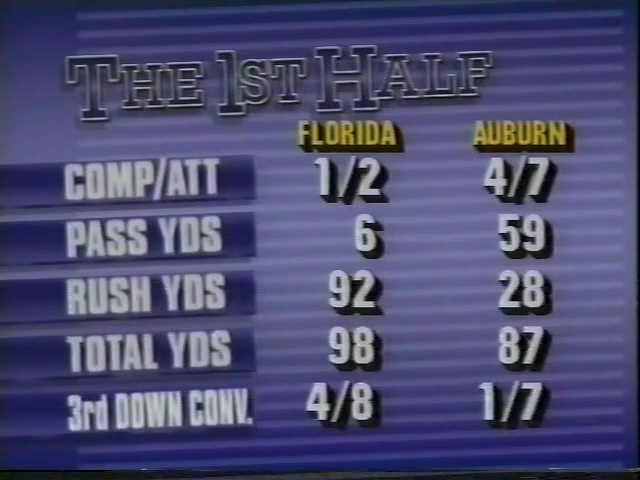 THE 1ST HALF
FLORIDA AUBURN
COMP/ATT 1/2 4/7
PASS YDS 6 59
RUSH YDS 92 28
TOTAL YDS 98 87
3rd DOWN CONV. 4/8 1/7